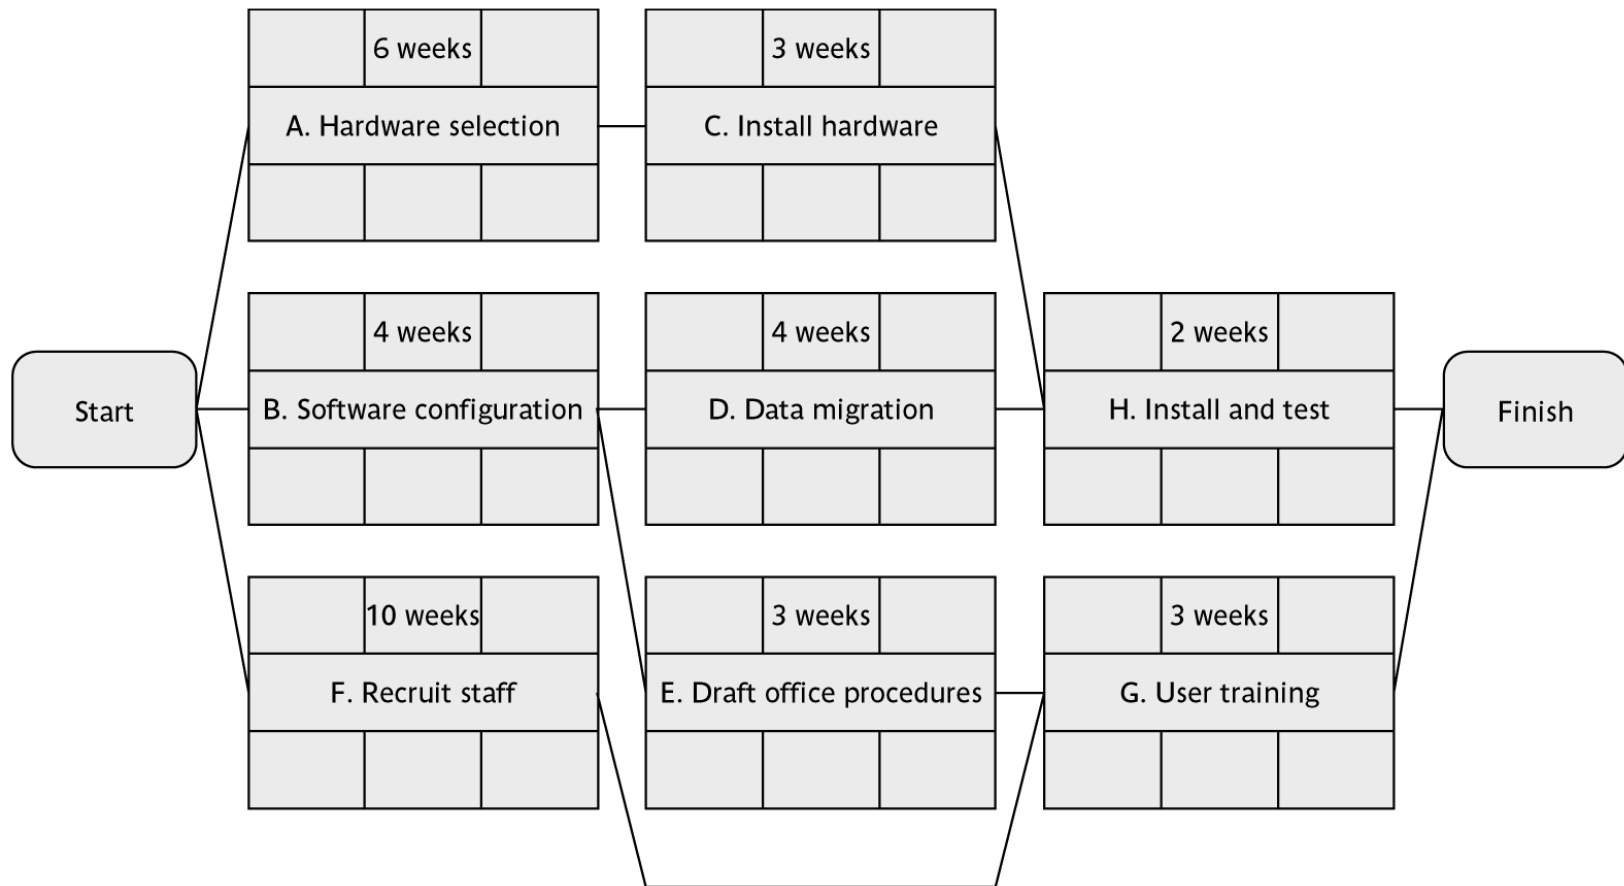 6 weeks
3 weeks
A. Hardware selection
C. Install hardware
4 weeks
4 weeks
2 weeks
Start
B. Software configuration
D. Data migration
H. Install and test
Finish
10 weeks
3 weeks
3 weeks
F. Recruit staff
E. Draft office procedures
G. User training